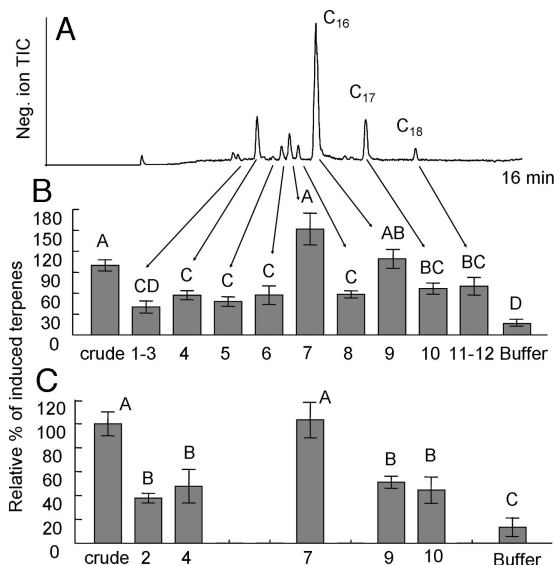 A
Neg. ion TIC
C16
C17
C18
16 min
B
180
150
120
90
60
30
0
A
CD
C
C
C
A
C
AB
BC
BC
D
crude 1-3 4 5 6 7 8 9 10 11-12 Buffer
Relative % of induced terpenes
C
120
100
80
60
40
20
0
A
B
B
A
B
B
C
crude 2 4 7 9 10 Buffer